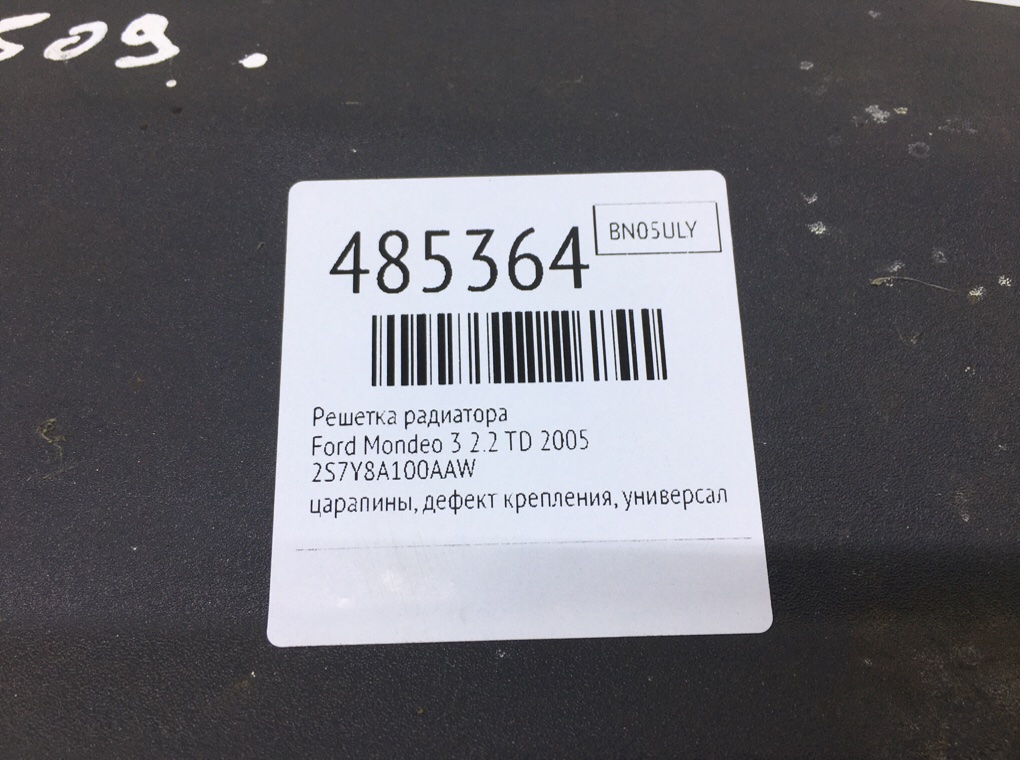 509.
485364
BN05ULY
Решетка радиатора
Ford Mondeo 3 2.2 TD 2005
2S7Y8A100AAW
царапины, дефект крепления, универсал